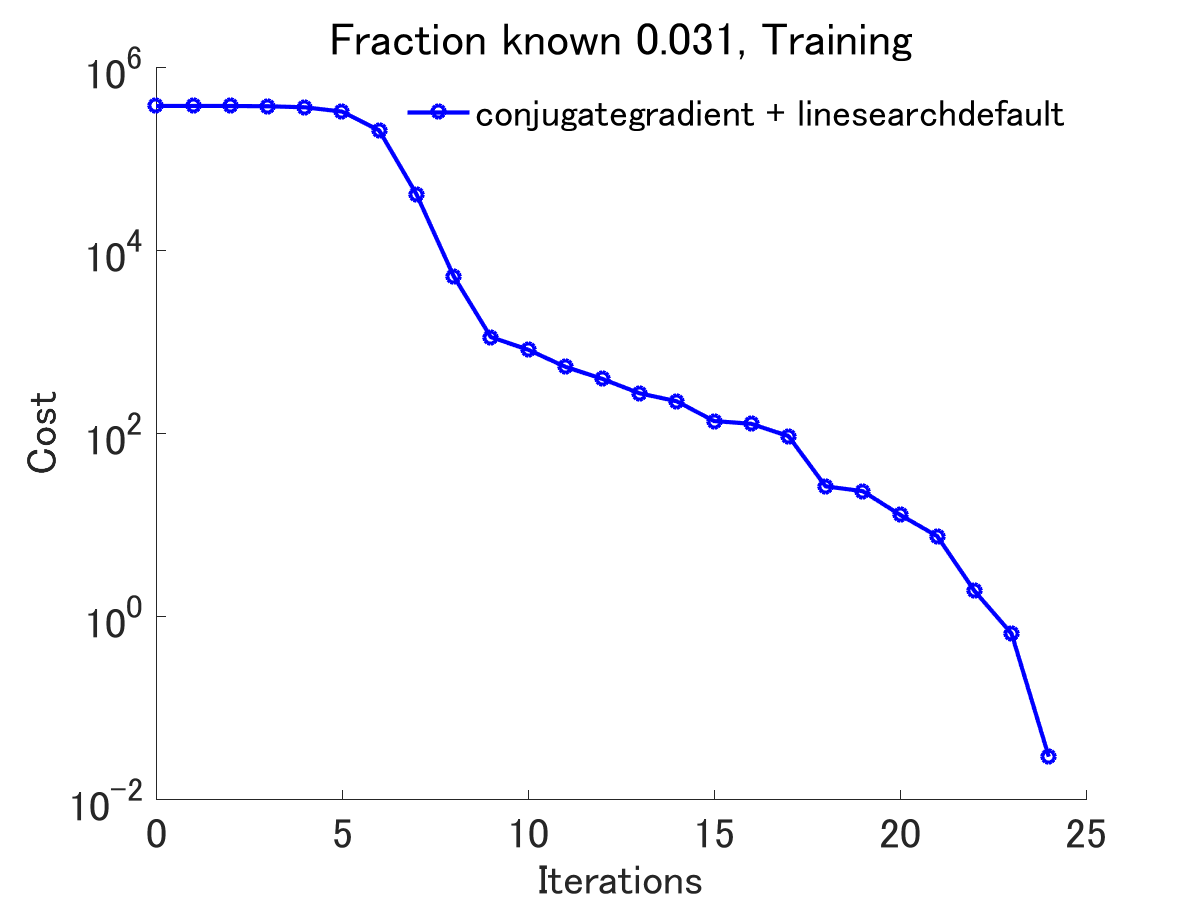 Fraction known 0.031, Training
conjugategradient + linesearchdefault
10^6
10^4
10^2
10^0
10^-2
Cost
0 5 10 15 20 25
Iterations